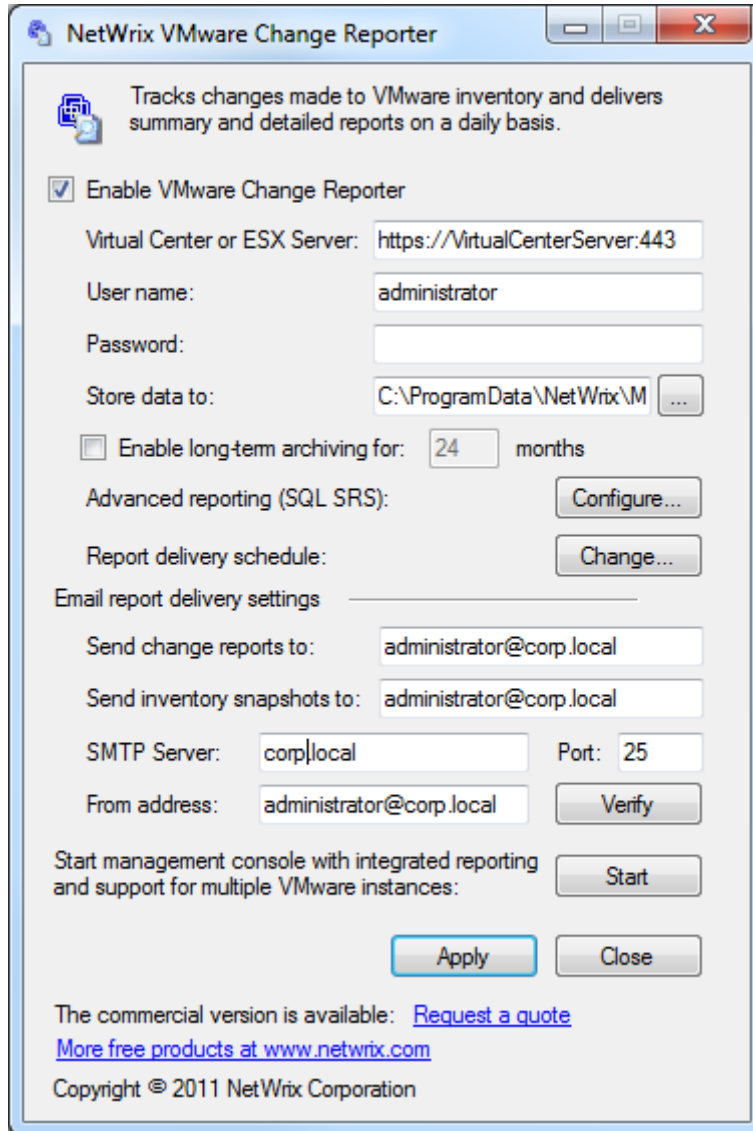 NetWrix VMware Change Reporter
Tracks changes made to VMware inventory and delivers
summary and detailed reports on a daily basis.
Enable VMware Change Reporter
Virtual Center or ESX Server: https://VirtualCenterServer:443
User name: administrator
Password:
Store data to: C:\ProgramData\NetWrix\M ...
Enable long-term archiving for: 24 months
Advanced reporting (SQL SRS): Configure...
Report delivery schedule: Change...
Email report delivery settings
Send change reports to: administrator@corp.local
Send inventory snapshots to: administrator@corp.local
SMTP Server: corp.local Port: 25
From address: administrator@corp.local Verify
Start management console with integrated reporting
and support for multiple VMware instances: Start
Apply Close
The commercial version is available: Request a quote
More free products at www.netwrix.com
Copyright © 2011 NetWrix Corporation